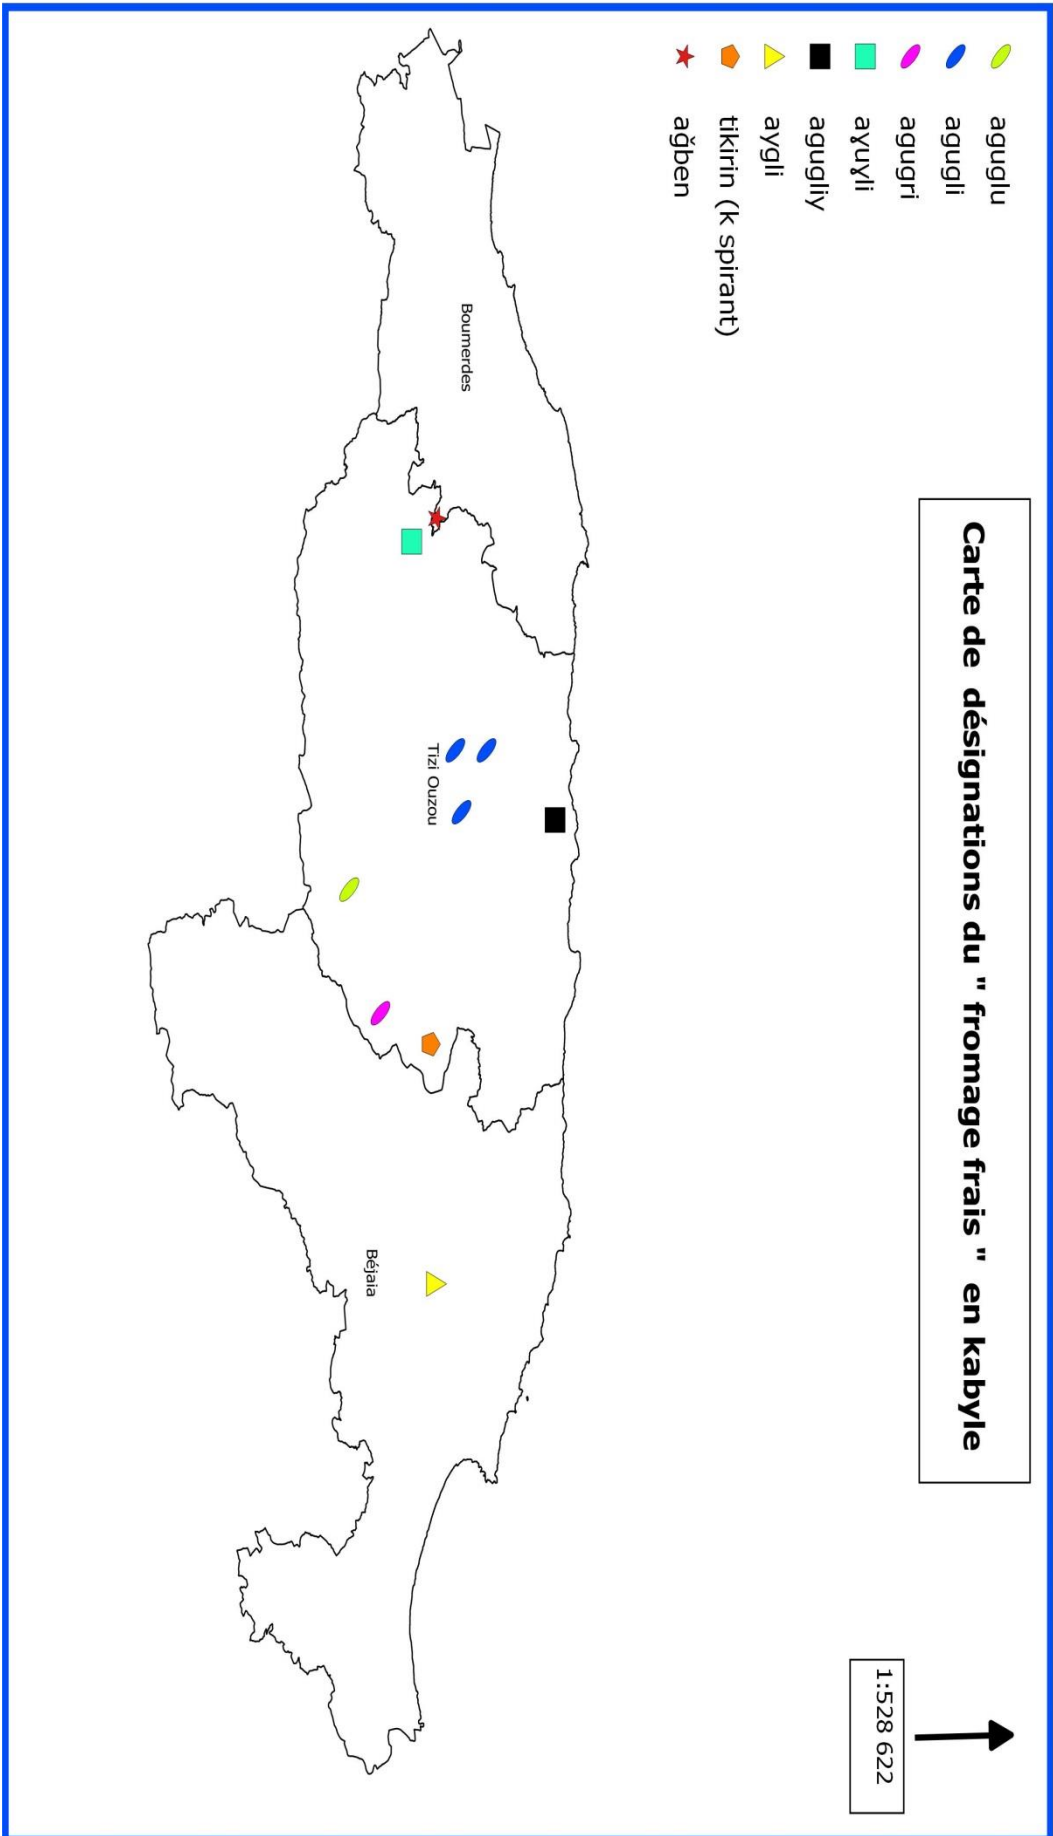 Carte de désignations du " fromage frais " en kabyle
1:528 622
aguglu
agugli
agugri
aɣuɣli
agugliy
aygli
tikirin (k spirant)
ağben
Boumerdes
Tizi Ouzou
Béjaia